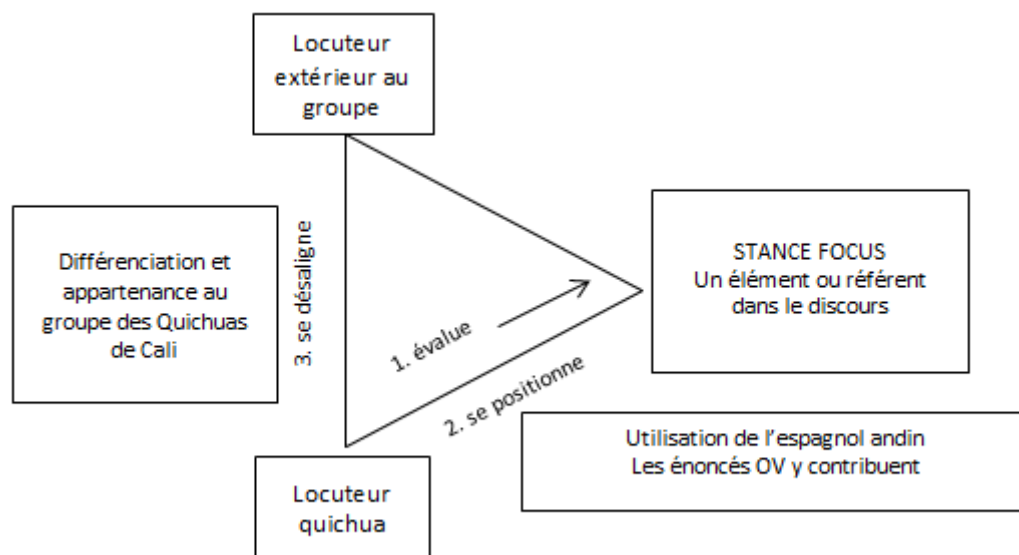 Locuteur
extérieur au
groupe
Différenciation et
appartenance au
groupe des Quichuas
de Cali
3. se désaligne
1. évalue
2. se positionne
STANCE FOCUS
Un élément ou référent
dans le discours
Utilisation de l’espagnol andin
Les énoncés OV y contribuent
Locuteur
quichua